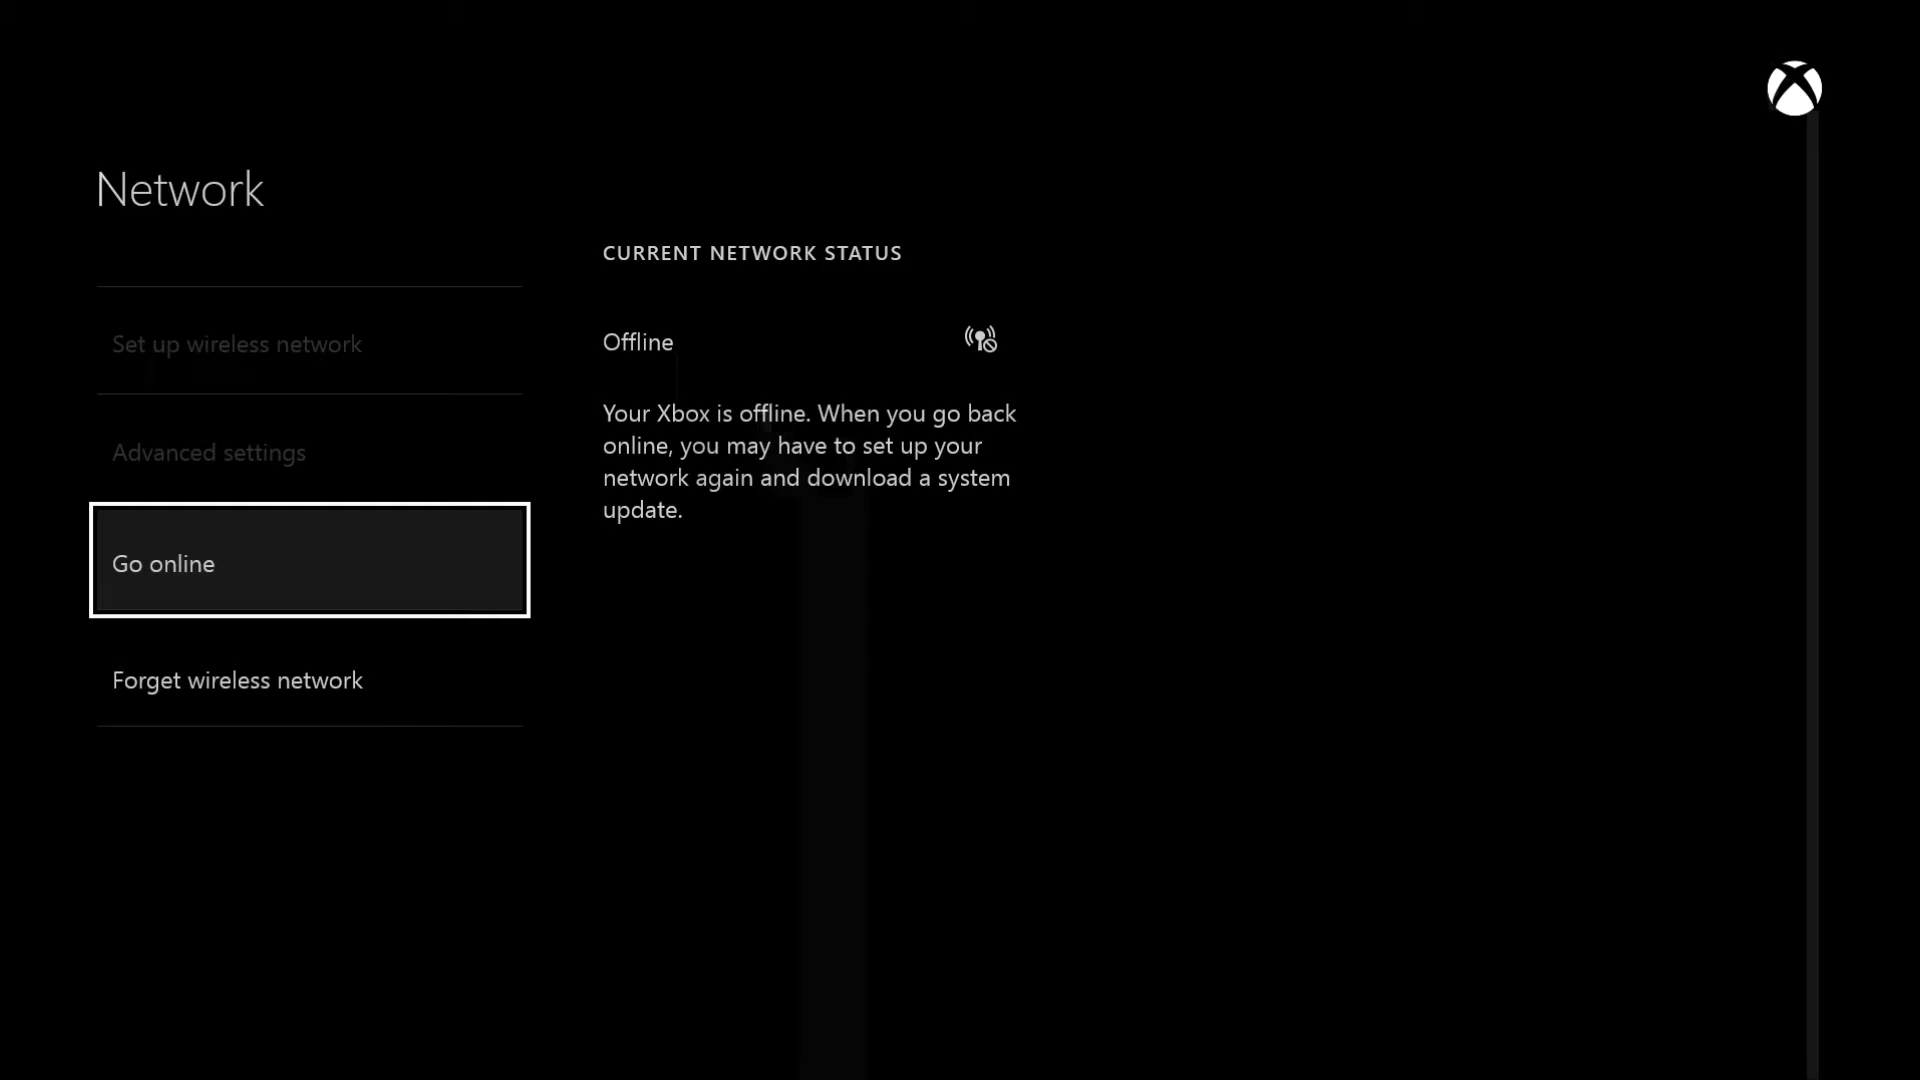 Network
Set up wireless network
Advanced settings
Go online
Forget wireless network
CURRENT NETWORK STATUS
Offline
Your Xbox is offline. When you go back
online, you may have to set up your
network again and download a system
update.